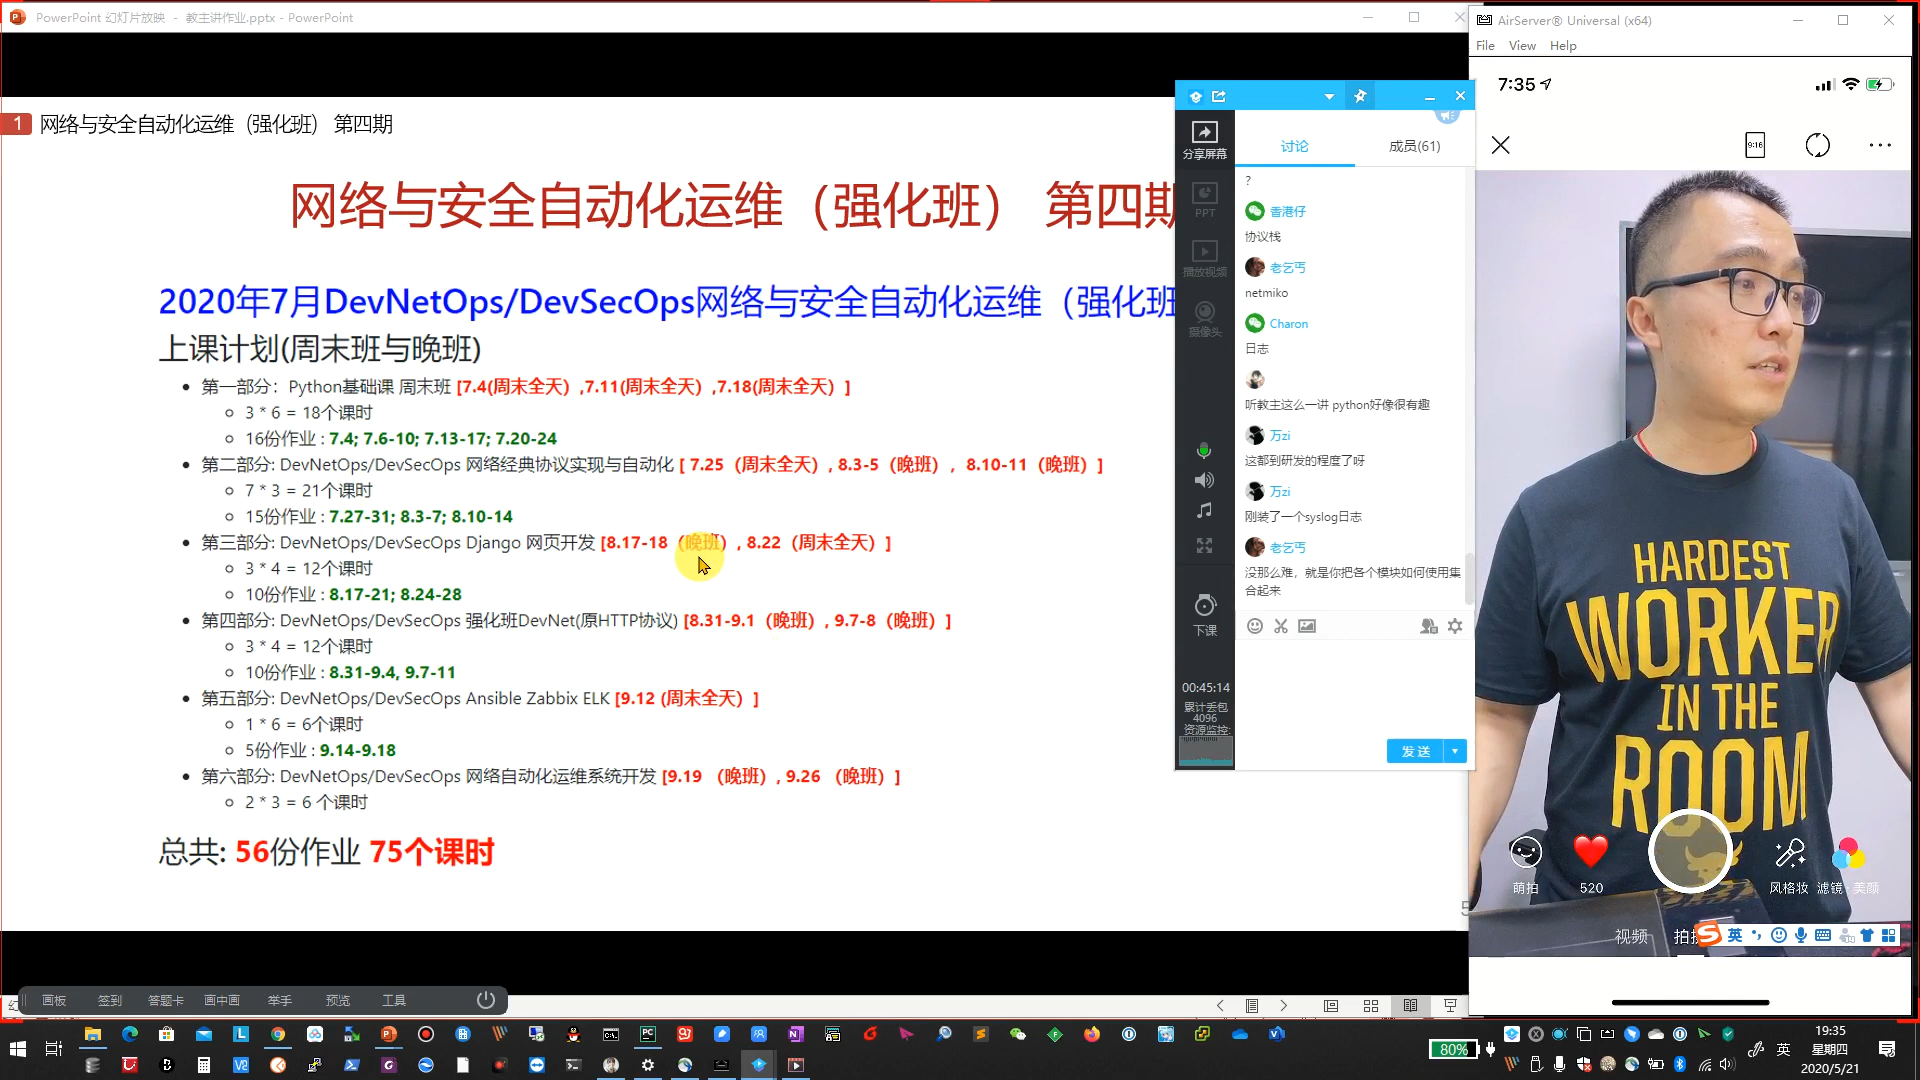 PowerPoint 幻灯片放映 - 教主讲作业.pptx - PowerPoint
1 网络与安全自动化运维（强化班） 第四期
网络与安全自动化运维（强化班） 第四期
2020年7月DevNetOps/DevSecOps网络与安全自动化运维（强化班
上课计划(周末班与晚班)
第一部分：Python基础课 周末班 [7.4(周末全天）,7.11(周末全天）,7.18(周末全天）]
3 * 6 = 18个课时
16份作业 : 7.4; 7.6-10; 7.13-17; 7.20-24
第二部分: DevNetOps/DevSecOps 网络经典协议实现与自动化 [ 7.25（周末全天）, 8.3-5（晚班）, 8.10-11（晚班）]
7 * 3 = 21个课时
15份作业 : 7.27-31; 8.3-7; 8.10-14
第三部分: DevNetOps/DevSecOps Django 网页开发 [8.17-18（晚班）, 8.22（周末全天）]
3 * 4 = 12个课时
10份作业 : 8.17-21; 8.24-28
第四部分: DevNetOps/DevSecOps 强化班DevNet(原HTTP协议) [8.31-9.1（晚班）, 9.7-8（晚班）]
3 * 4 = 12个课时
10份作业 : 8.31-9.4, 9.7-11
第五部分: DevNetOps/DevSecOps Ansible Zabbix ELK [9.12 (周末全天）]
1 * 6 = 6个课时
5份作业 : 9.14-9.18
第六部分: DevNetOps/DevSecOps 网络自动化运维系统开发 [9.19 （晚班）, 9.26 （晚班）]
2 * 3 = 6 个课时
总共: 56份作业 75个课时
画板 签到 答题卡 画中画 举手 预览 工具
分享屏幕
PPT
播放视频
摄像头
下课
00:45:14
累计丢包
4096
资源监控:
讨论 成员(61)
?
香港仔
协议栈
老乞丐
netmiko
Charon
日志
听教主这么一讲 python好像很有趣
万zi
这都到研发的程度了呀
万zi
刚装了一个syslog日志
老乞丐
没那么难，就是你把各个模块如何使用集
合起来
发送
AirServer® Universal (x64)
File View Help
7:35
9:16
HARDEST
WORKER
IN THE
ROOM
萌拍 520 风格妆 滤镜·美颜
视频
英
80%
英
19:35
星期四
2020/5/21